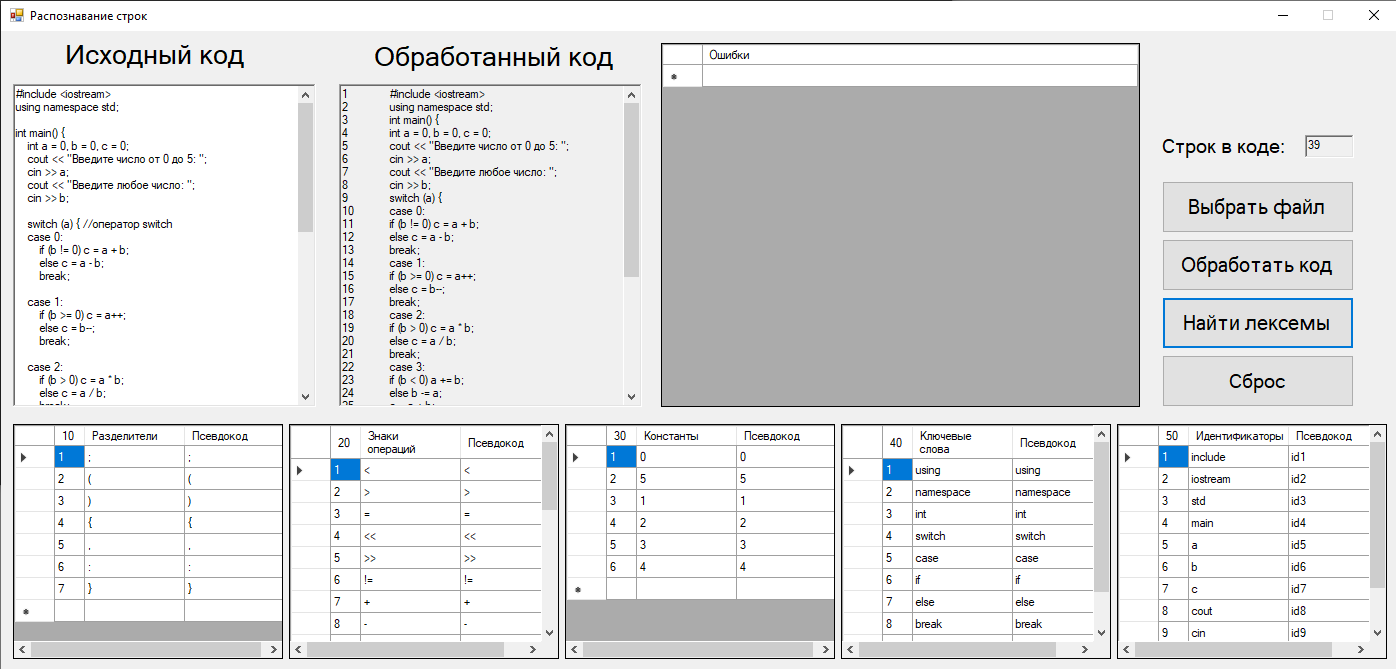 Распознавание строк
Исходный код
#include <iostream>
using namespace std;
int main() {
int a = 0, b = 0, c = 0;
cout << "Введите число от 0 до 5: ";
cin >> a;
cout << "Введите любое число: ";
cin >> b;
switch (a) { //оператор switch
case 0:
if (b != 0) c = a + b;
else c = a - b;
break;
case 1:
if (b >= 0) c = a++;
else c = b--;
break;
case 2:
if (b > 0) c = a * b;
else c = a / b;
Обработанный код
1 #include <iostream>
2 using namespace std;
3 int main() {
4 int a = 0, b = 0, c = 0;
5 cout << "Введите число от 0 до 5: ";
6 cin >> a;
7 cout << "Введите любое число: ";
8 cin >> b;
9 switch (a) {
10 case 0:
11 if (b != 0) c = a + b;
12 else c = a - b;
13 break;
14 case 1:
15 if (b >= 0) c = a++;
16 else c = b--;
17 break;
18 case 2:
19 if (b > 0) c = a * b;
20 else c = a / b;
21 break;
22 case 3:
23 if (b < 0) a += b;
24 else b -= a;
Ошибки
Строк в коде: 39
Выбрать файл
Обработать код
Найти лексемы
Сброс
10 Разделители Псевдокод
1 ; ;
2 ( (
3 ) )
4 { {
5 , ,
6 : :
7 } }
20 Знаки операций Псевдокод
1 < <
2 > >
3 = =
4 << <<
5 >> >>
6 != !=
7 + +
8 - -
30 Константы Псевдокод
1 0 0
2 5 5
3 1 1
4 2 2
5 3 3
6 4 4
40 Ключевые слова Псевдокод
1 using using
2 namespace namespace
3 int int
4 switch switch
5 case case
6 if if
7 else else
8 break break
50 Идентификаторы Псевдокод
1 include id1
2 iostream id2
3 std id3
4 main id4
5 a id5
6 b id6
7 c id7
8 cout id8
9 cin id9